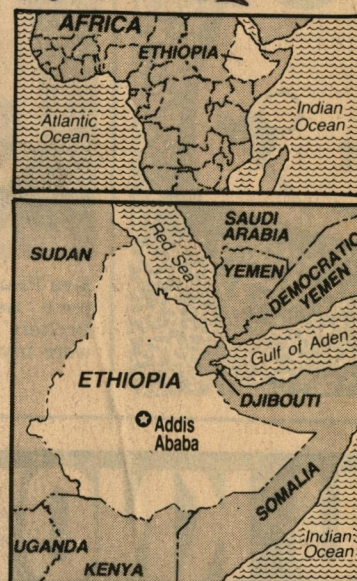 AFRICA
ETHIOPIA
Atlantic
Ocean
Indian
Ocean
SAUDI
ARABIA
SUDAN
Red Sea
YEMEN
DEMOCRATIC
YEMEN
Gulf of Aden
ETHIOPIA
DJIBOUTI
Addis
Ababa
SOMALIA
Indian
Ocean
UGANDA
KENYA